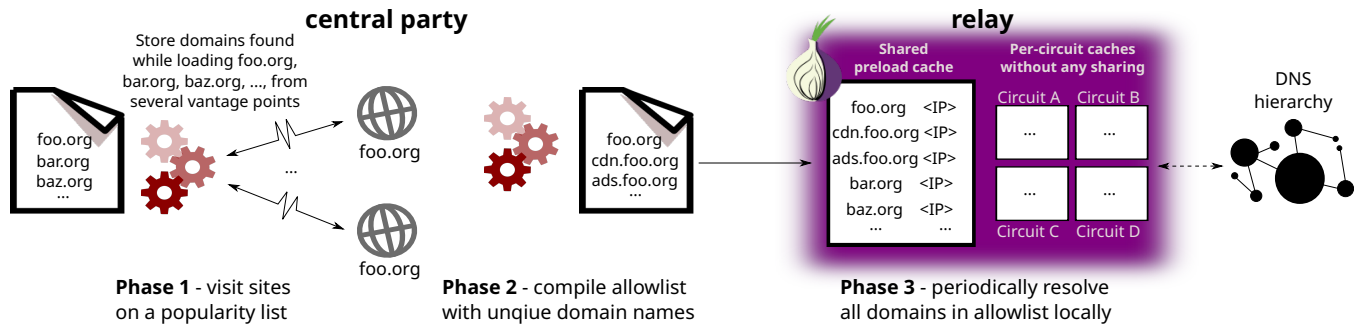 central party
Store domains found
while loading foo.org,
bar.org, baz.org, ..., from
several vantage points
foo.org
bar.org
baz.org
...
foo.org
...
foo.org
Phase 1 - visit sites
on a popularity list
foo.org
cdn.foo.org
ads.foo.org
...
Phase 2 - compile allowlist
with unqiue domain names
relay
Shared
preload cache
foo.org <IP>
cdn.foo.org <IP>
ads.foo.org <IP>
bar.org <IP>
baz.org <IP>
... ...
Per-circuit caches
without any sharing
Circuit A Circuit B
... ...
... ...
Circuit C Circuit D
Phase 3 - periodically resolve
all domains in allowlist locally
DNS
hierarchy